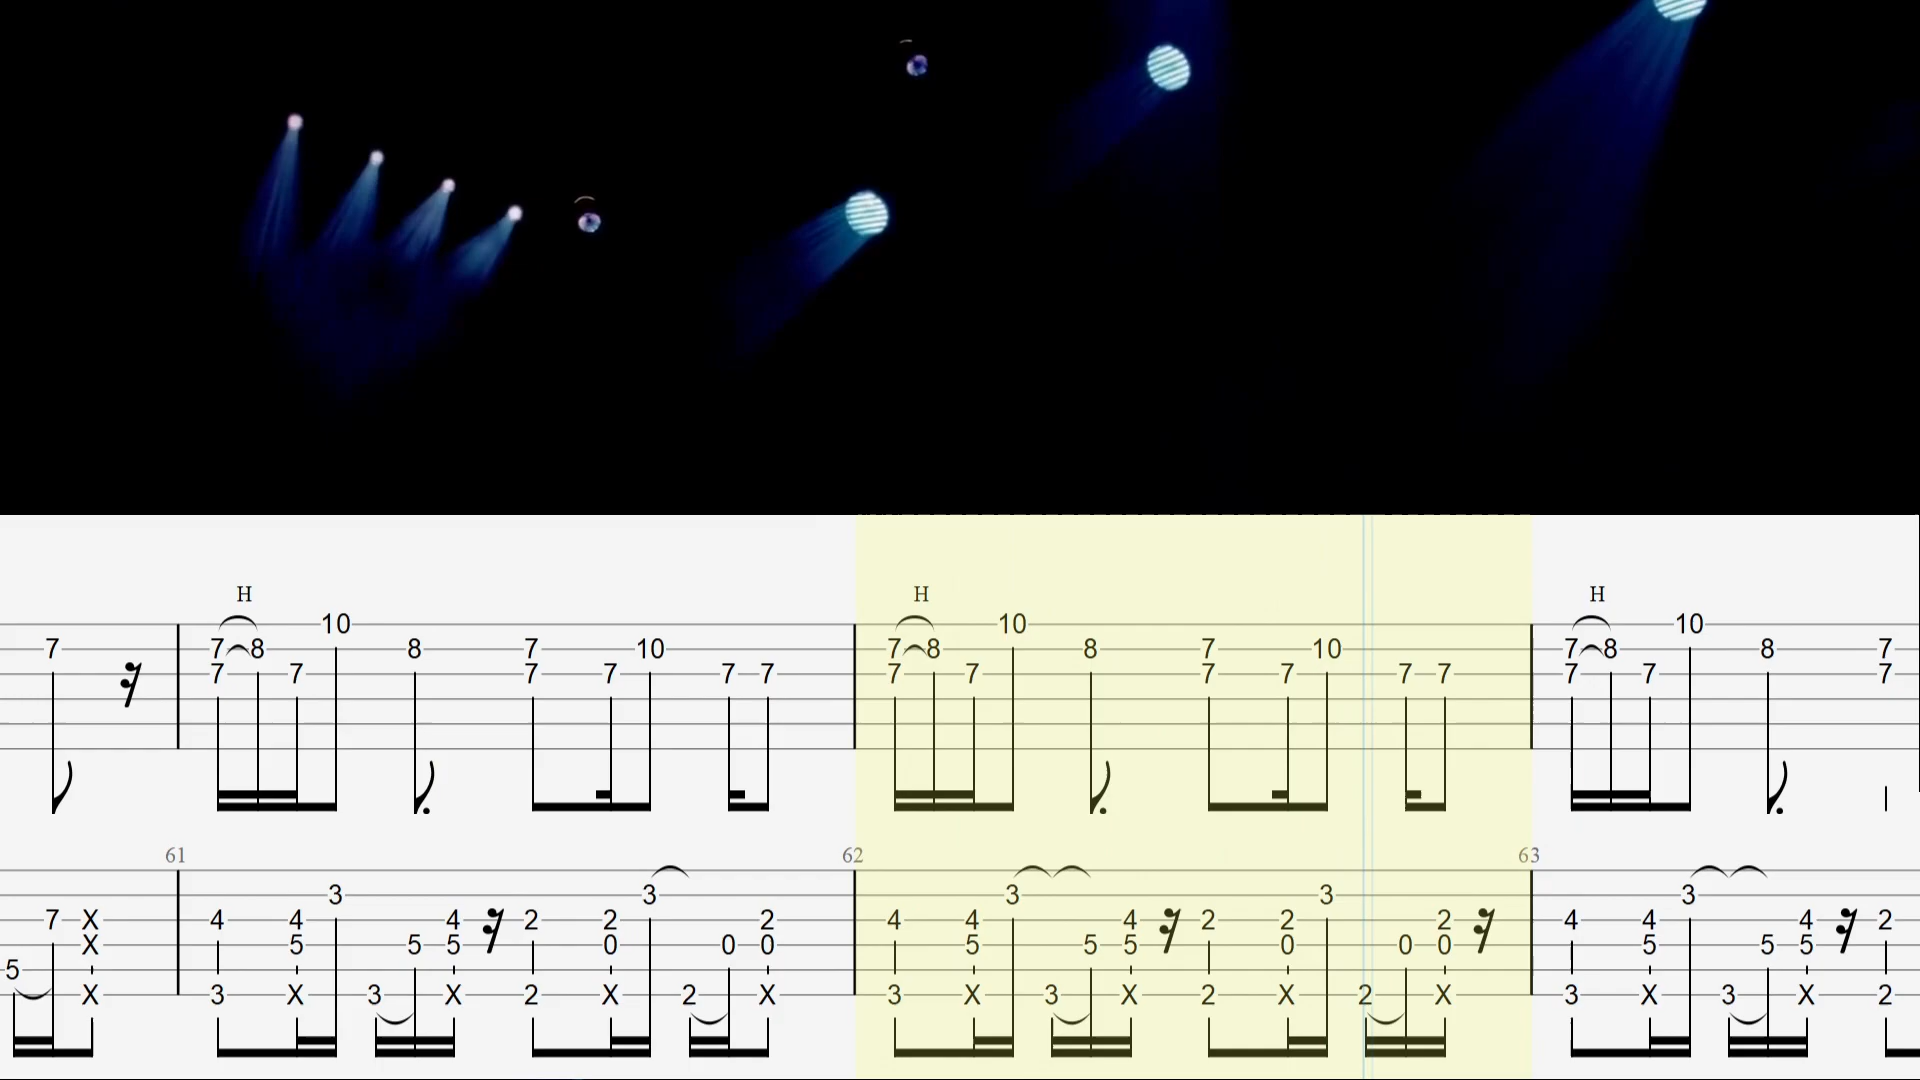 H H H
10 10 10
7 7 8 8 7 10 7 8 8 7 10 7 8 8 7
7 7 7 7 7 7 7 7 7 7 7 7 7 7 7
61 62 63
3 3 3 3 3
7 X 4 4 4 2 2 2 4 4 4 2 2 2 4 4 4 2
X 5 5 5 0 0 0 5 5 5 0 0 0 5 5 5
5
X 3 X 3 X 2 X 2 X 3 X 3 X 2 X 2 X 3 X 3 X 2